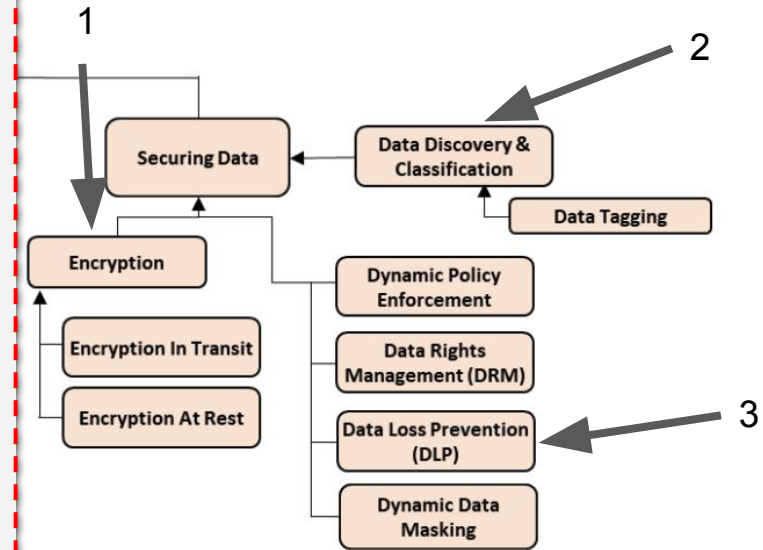 1
2
Securing Data
Data Discovery &
Classification
Data Tagging
Encryption
Dynamic Policy
Enforcement
Encryption In Transit
Data Rights
Management (DRM)
Encryption At Rest
Data Loss Prevention
(DLP)
3
Dynamic Data
Masking